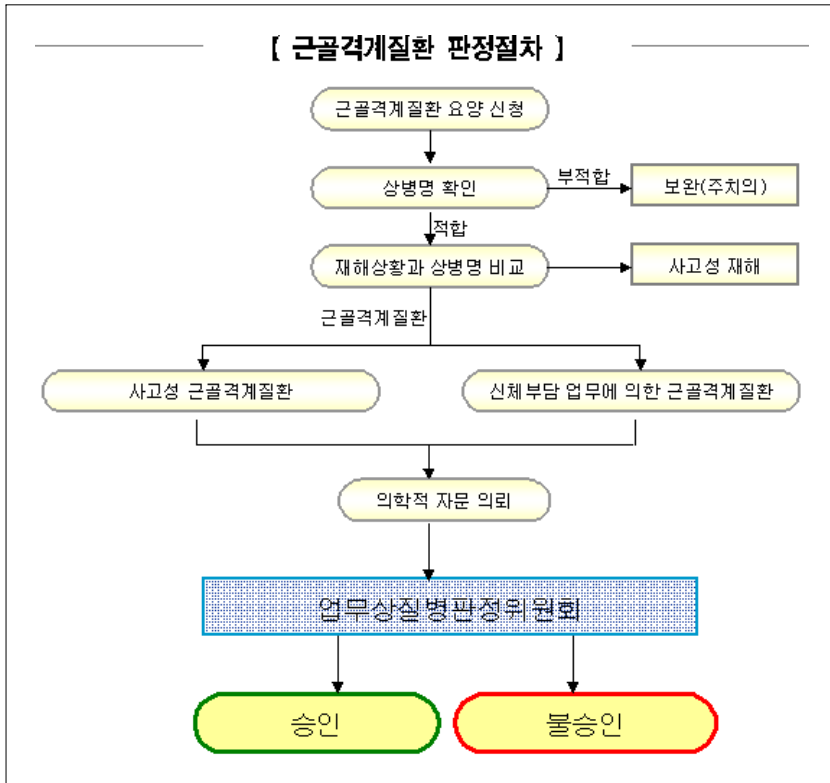 [ 근골격계질환 판정절차 ]
근골격계질환 요양 신청
상병명 확인
부적합
보완(주치의)
적합
재해상황과 상병명 비교
사고성 재해
근골격계질환
사고성 근골격계질환
신체부담 업무에 의한 근골격계질환
의학적 자문 의뢰
업무상질병판정위원회
승인
불승인